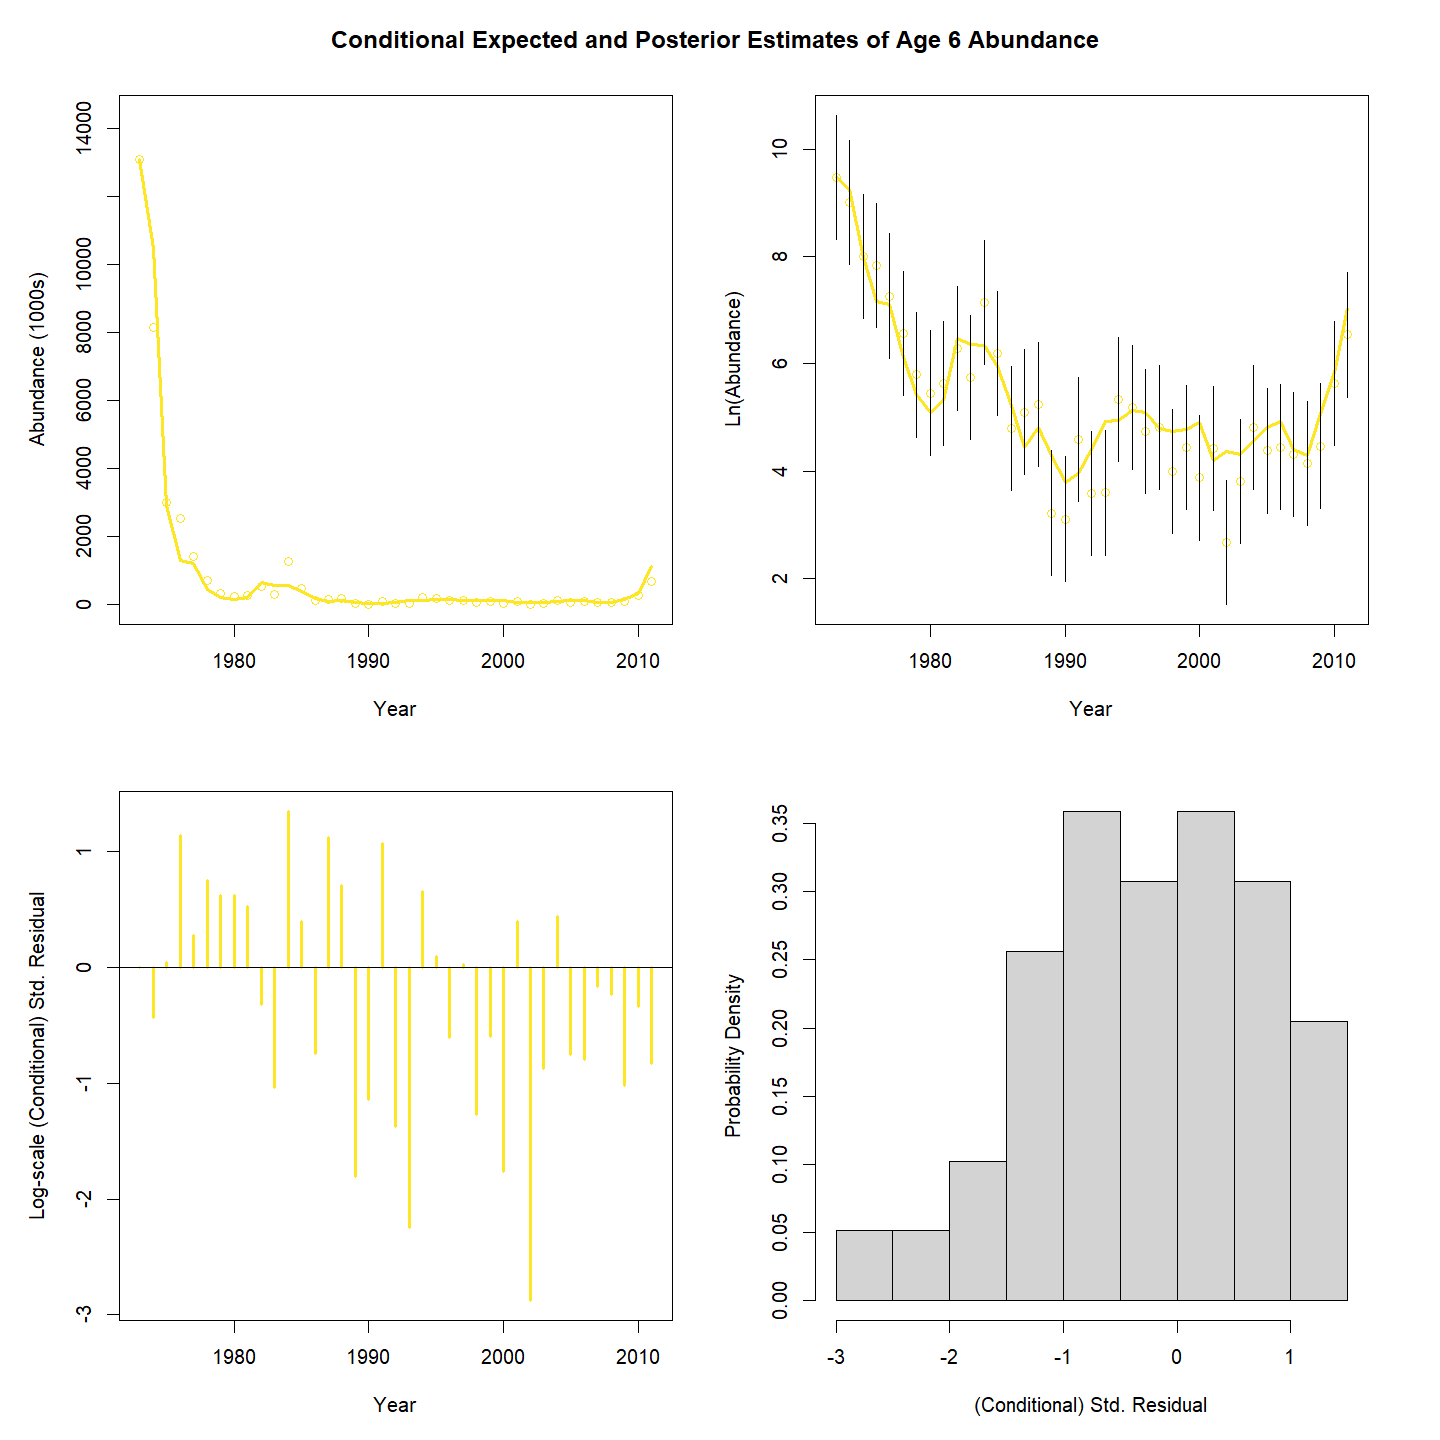 Conditional Expected and Posterior Estimates of Age 6 Abundance
Abundance (1000s)
14000
10000
8000
6000
4000
2000
0
1980 1990 2000 2010
Year
Ln(Abundance)
10
8
6
4
2
1980 1990 2000 2010
Year
Log-scale (Conditional) Std. Residual
1
0
-1
-2
-3
1980 1990 2000 2010
Year
Probability Density
0.35
0.30
0.25
0.20
0.15
0.10
0.05
0.00
-3 -2 -1 0 1
(Conditional) Std. Residual